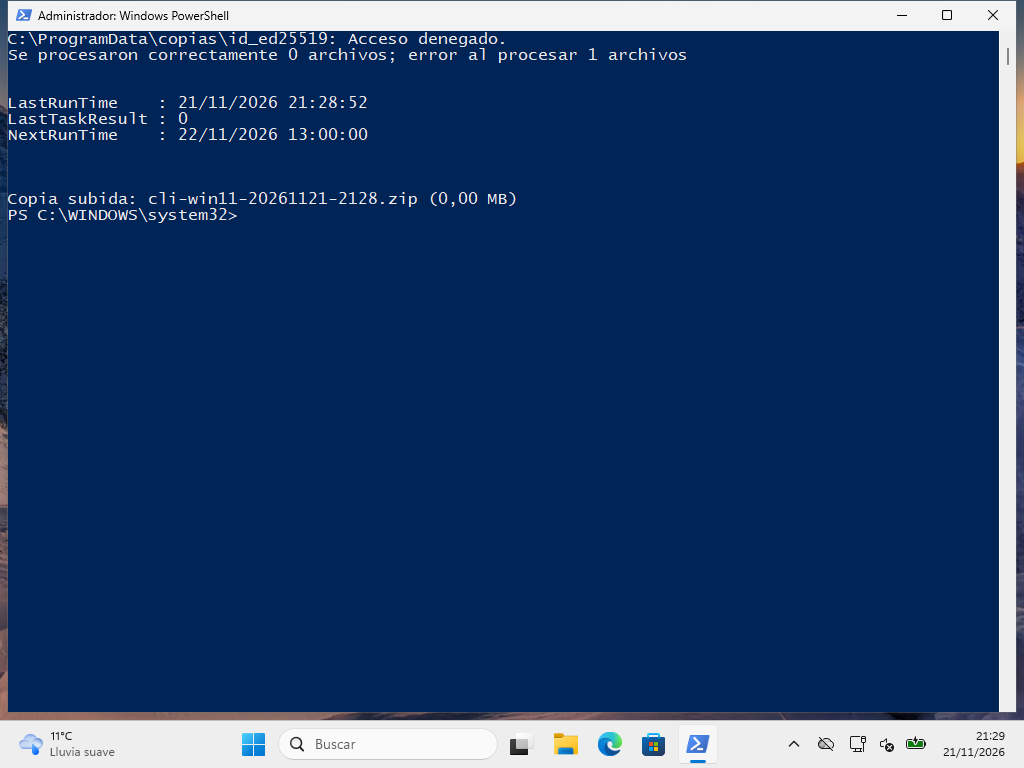 Administrador: Windows PowerShell
C:\ProgramData\copias\id_ed25519: Acceso denegado.
Se procesaron correctamente 0 archivos; error al procesar 1 archivos
LastRunTime    : 21/11/2026 21:28:52
LastTaskResult : 0
NextRunTime    : 22/11/2026 13:00:00
Copia subida: cli-win11-20261121-2128.zip (0,00 MB)
PS C:\WINDOWS\system32>
11°C
Lluvia suave
Buscar
21:29
21/11/2026